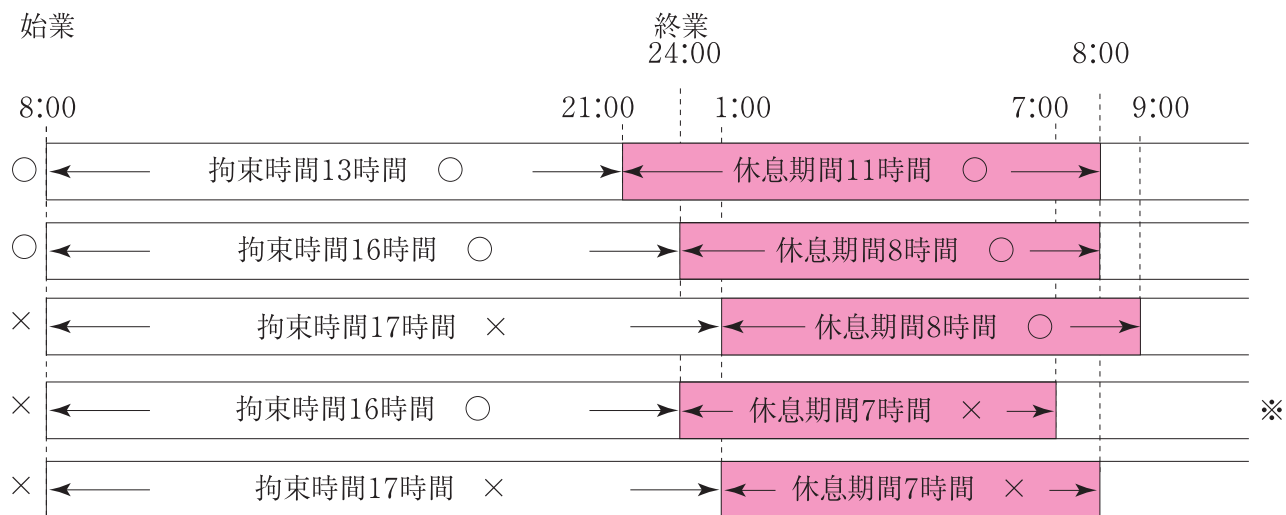 始業 終業
24:00 8:00
8:00 21:00 1:00 7:00 9:00
○ 拘束時間13時間 ○ 休息期間11時間 ○
○ 拘束時間16時間 ○ 休息期間8時間 ○
× 拘束時間17時間 × 休息期間8時間 ○
× 拘束時間16時間 ○ 休息期間7時間 × ※
× 拘束時間17時間 × 休息期間7時間 ×